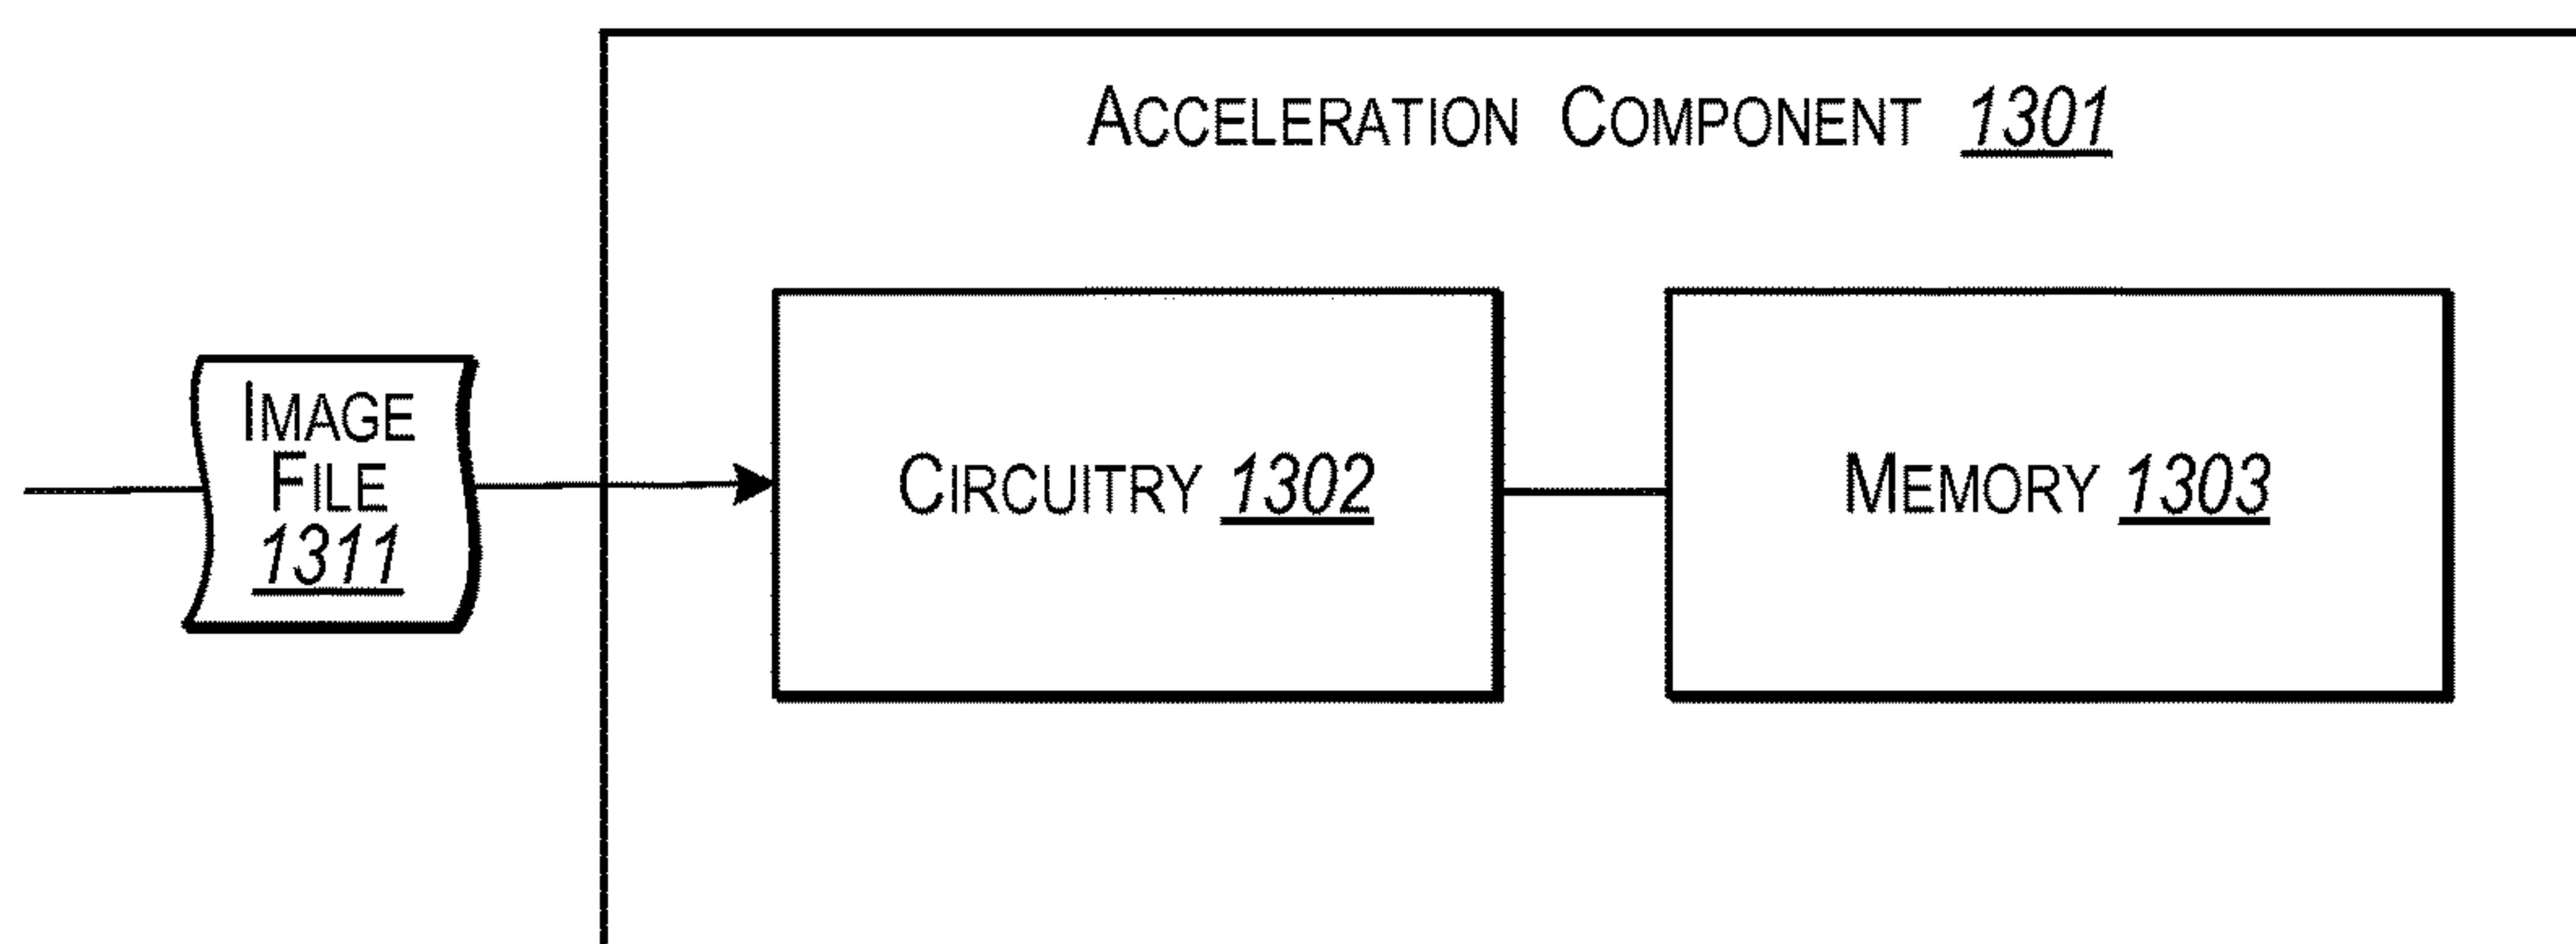 ACCELERATION COMPONENT 1301
IMAGE
FILE
1311
CIRCUITRY 1302
MEMORY 1303